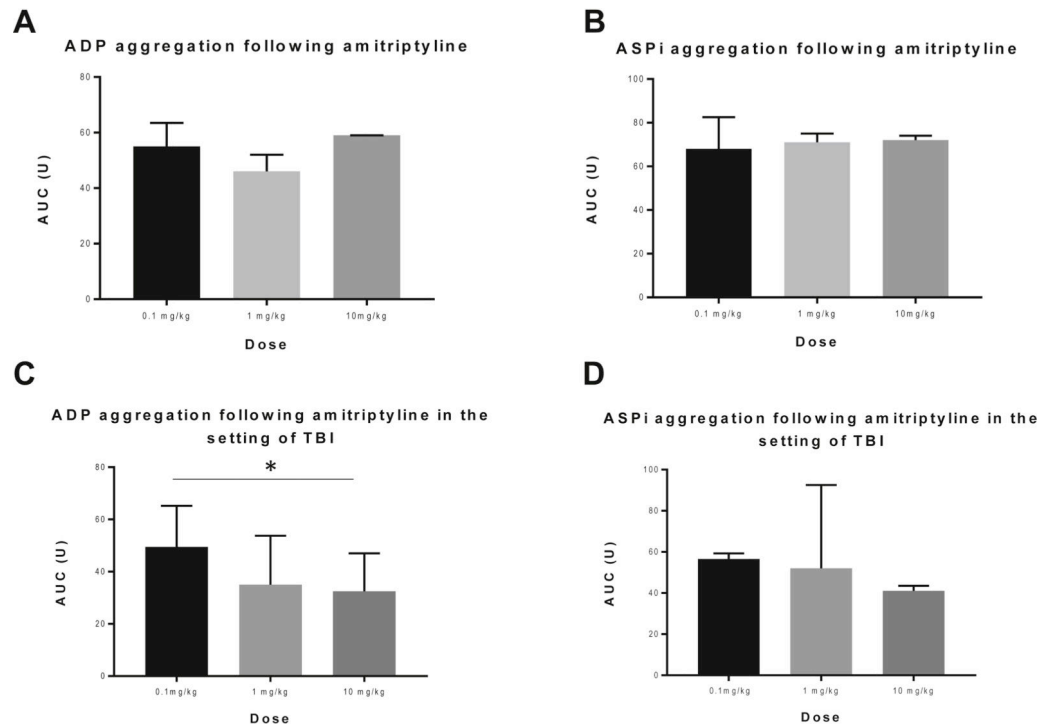 A
ADP aggregation following amitriptyline
80
60
40
20
0
AUC (U)
0.1 mg/kg 1 mg/kg 10mg/kg
Dose
B
ASPi aggregation following amitriptyline
100
80
60
40
20
0
AUC (U)
0.1 mg/kg 1 mg/kg 10mg/kg
Dose
C
ADP aggregation following amitriptyline in the
setting of TBI
*
80
60
40
20
0
AUC (U)
0.1mg/kg 1 mg/kg 10 mg/kg
Dose
D
ASPi aggregation following amitriptyline in the
setting of TBI
100
80
60
40
20
0
AUC (U)
0.1mg/kg 1 mg/kg 10 mg/kg
Dose